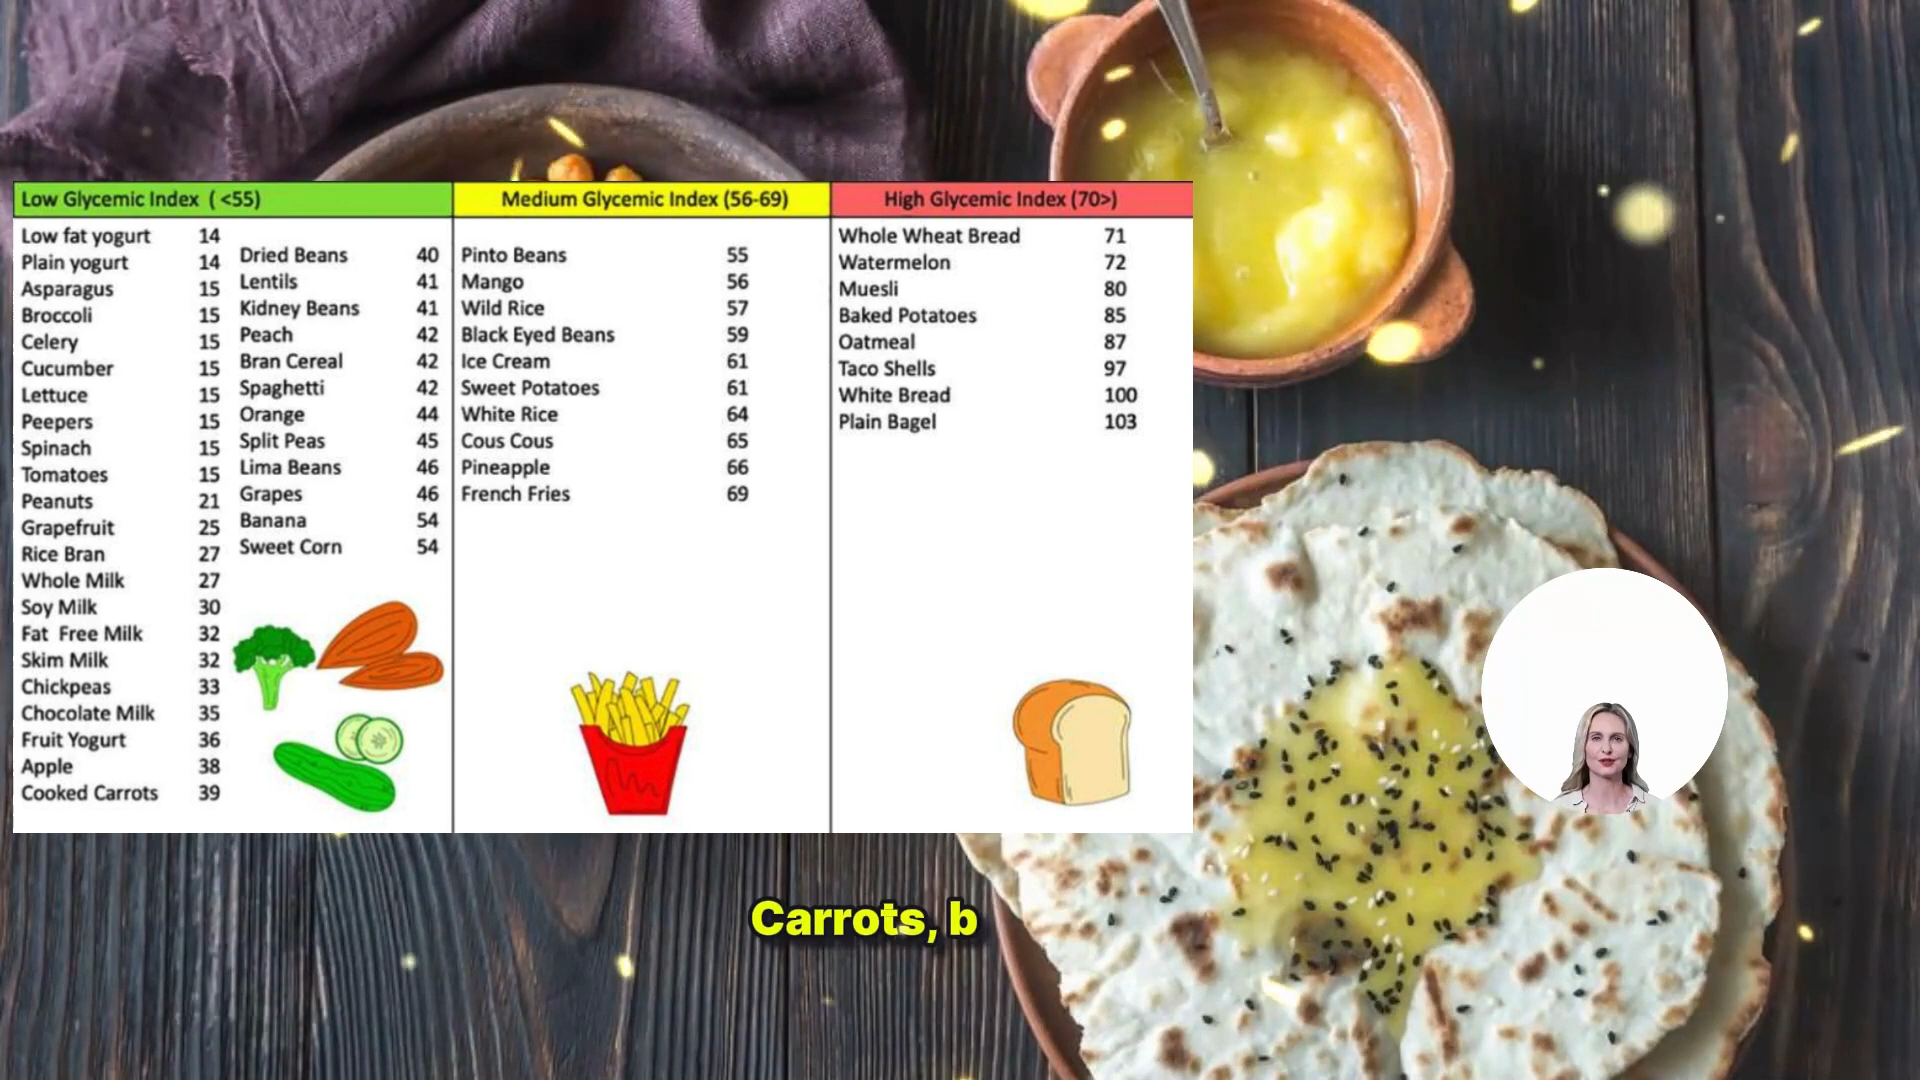 Low Glycemic Index ( <55)
Low fat yogurt 14
Plain yogurt 14
Asparagus 15
Broccoli 15
Celery 15
Cucumber 15
Lettuce 15
Peepers 15
Spinach 15
Tomatoes 15
Peanuts 21
Grapefruit 25
Rice Bran 27
Whole Milk 27
Soy Milk 30
Fat Free Milk 32
Skim Milk 32
Chickpeas 33
Chocolate Milk 35
Fruit Yogurt 36
Apple 38
Cooked Carrots 39
Dried Beans 40
Lentils 41
Kidney Beans 41
Peach 42
Bran Cereal 42
Spaghetti 42
Orange 44
Split Peas 45
Lima Beans 46
Grapes 46
Banana 54
Sweet Corn 54
Medium Glycemic Index (56-69)
Pinto Beans 55
Mango 56
Wild Rice 57
Black Eyed Beans 59
Ice Cream 61
Sweet Potatoes 61
White Rice 64
Cous Cous 65
Pineapple 66
French Fries 69
High Glycemic Index (70>)
Whole Wheat Bread 71
Watermelon 72
Muesli 80
Baked Potatoes 85
Oatmeal 87
Taco Shells 97
White Bread 100
Plain Bagel 103
Carrots, b